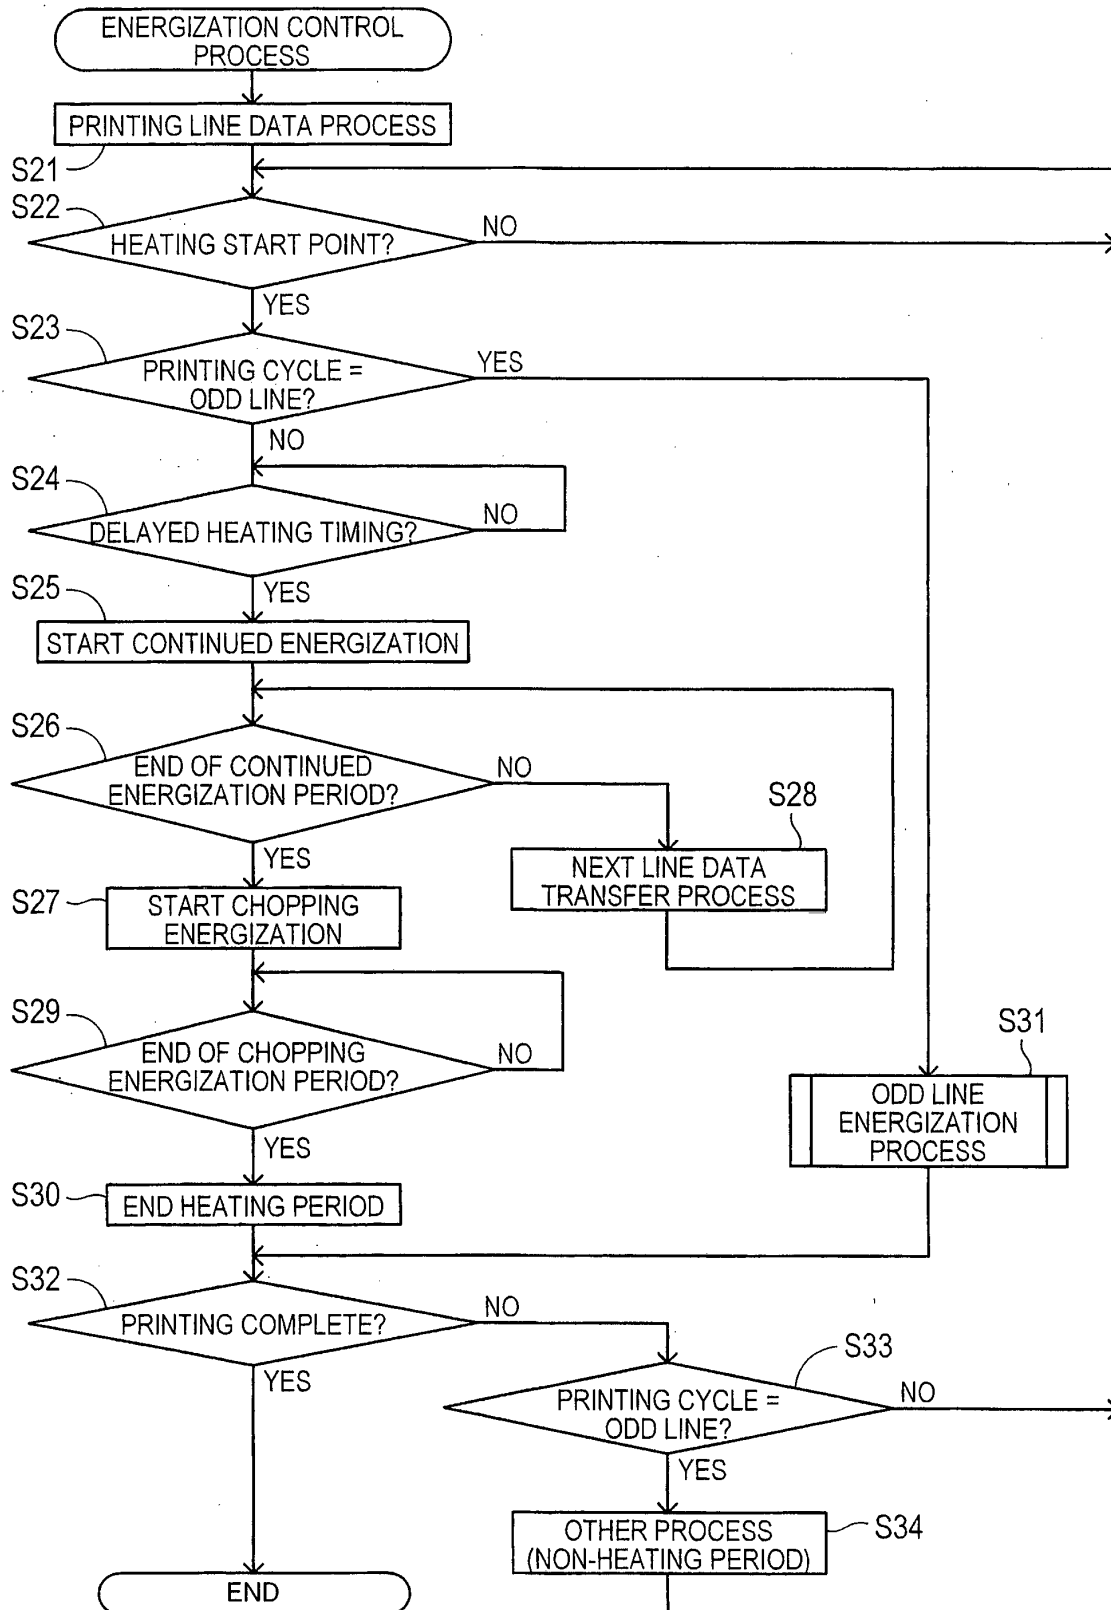 ENERGIZATION CONTROL
PROCESS
PRINTING LINE DATA PROCESS
S21
S22
HEATING START POINT?
NO
YES
S23
PRINTING CYCLE =
ODD LINE?
YES
NO
S24
DELAYED HEATING TIMING?
NO
YES
S25
START CONTINUED ENERGIZATION
S26
END OF CONTINUED
ENERGIZATION PERIOD?
NO
YES
S28
NEXT LINE DATA
TRANSFER PROCESS
S27
START CHOPPING
ENERGIZATION
S29
END OF CHOPPING
ENERGIZATION PERIOD?
NO
YES
S31
ODD LINE
ENERGIZATION
PROCESS
S30
END HEATING PERIOD
S32
PRINTING COMPLETE?
NO
YES
S33
PRINTING CYCLE =
ODD LINE?
NO
YES
S34
OTHER PROCESS
(NON-HEATING PERIOD)
END